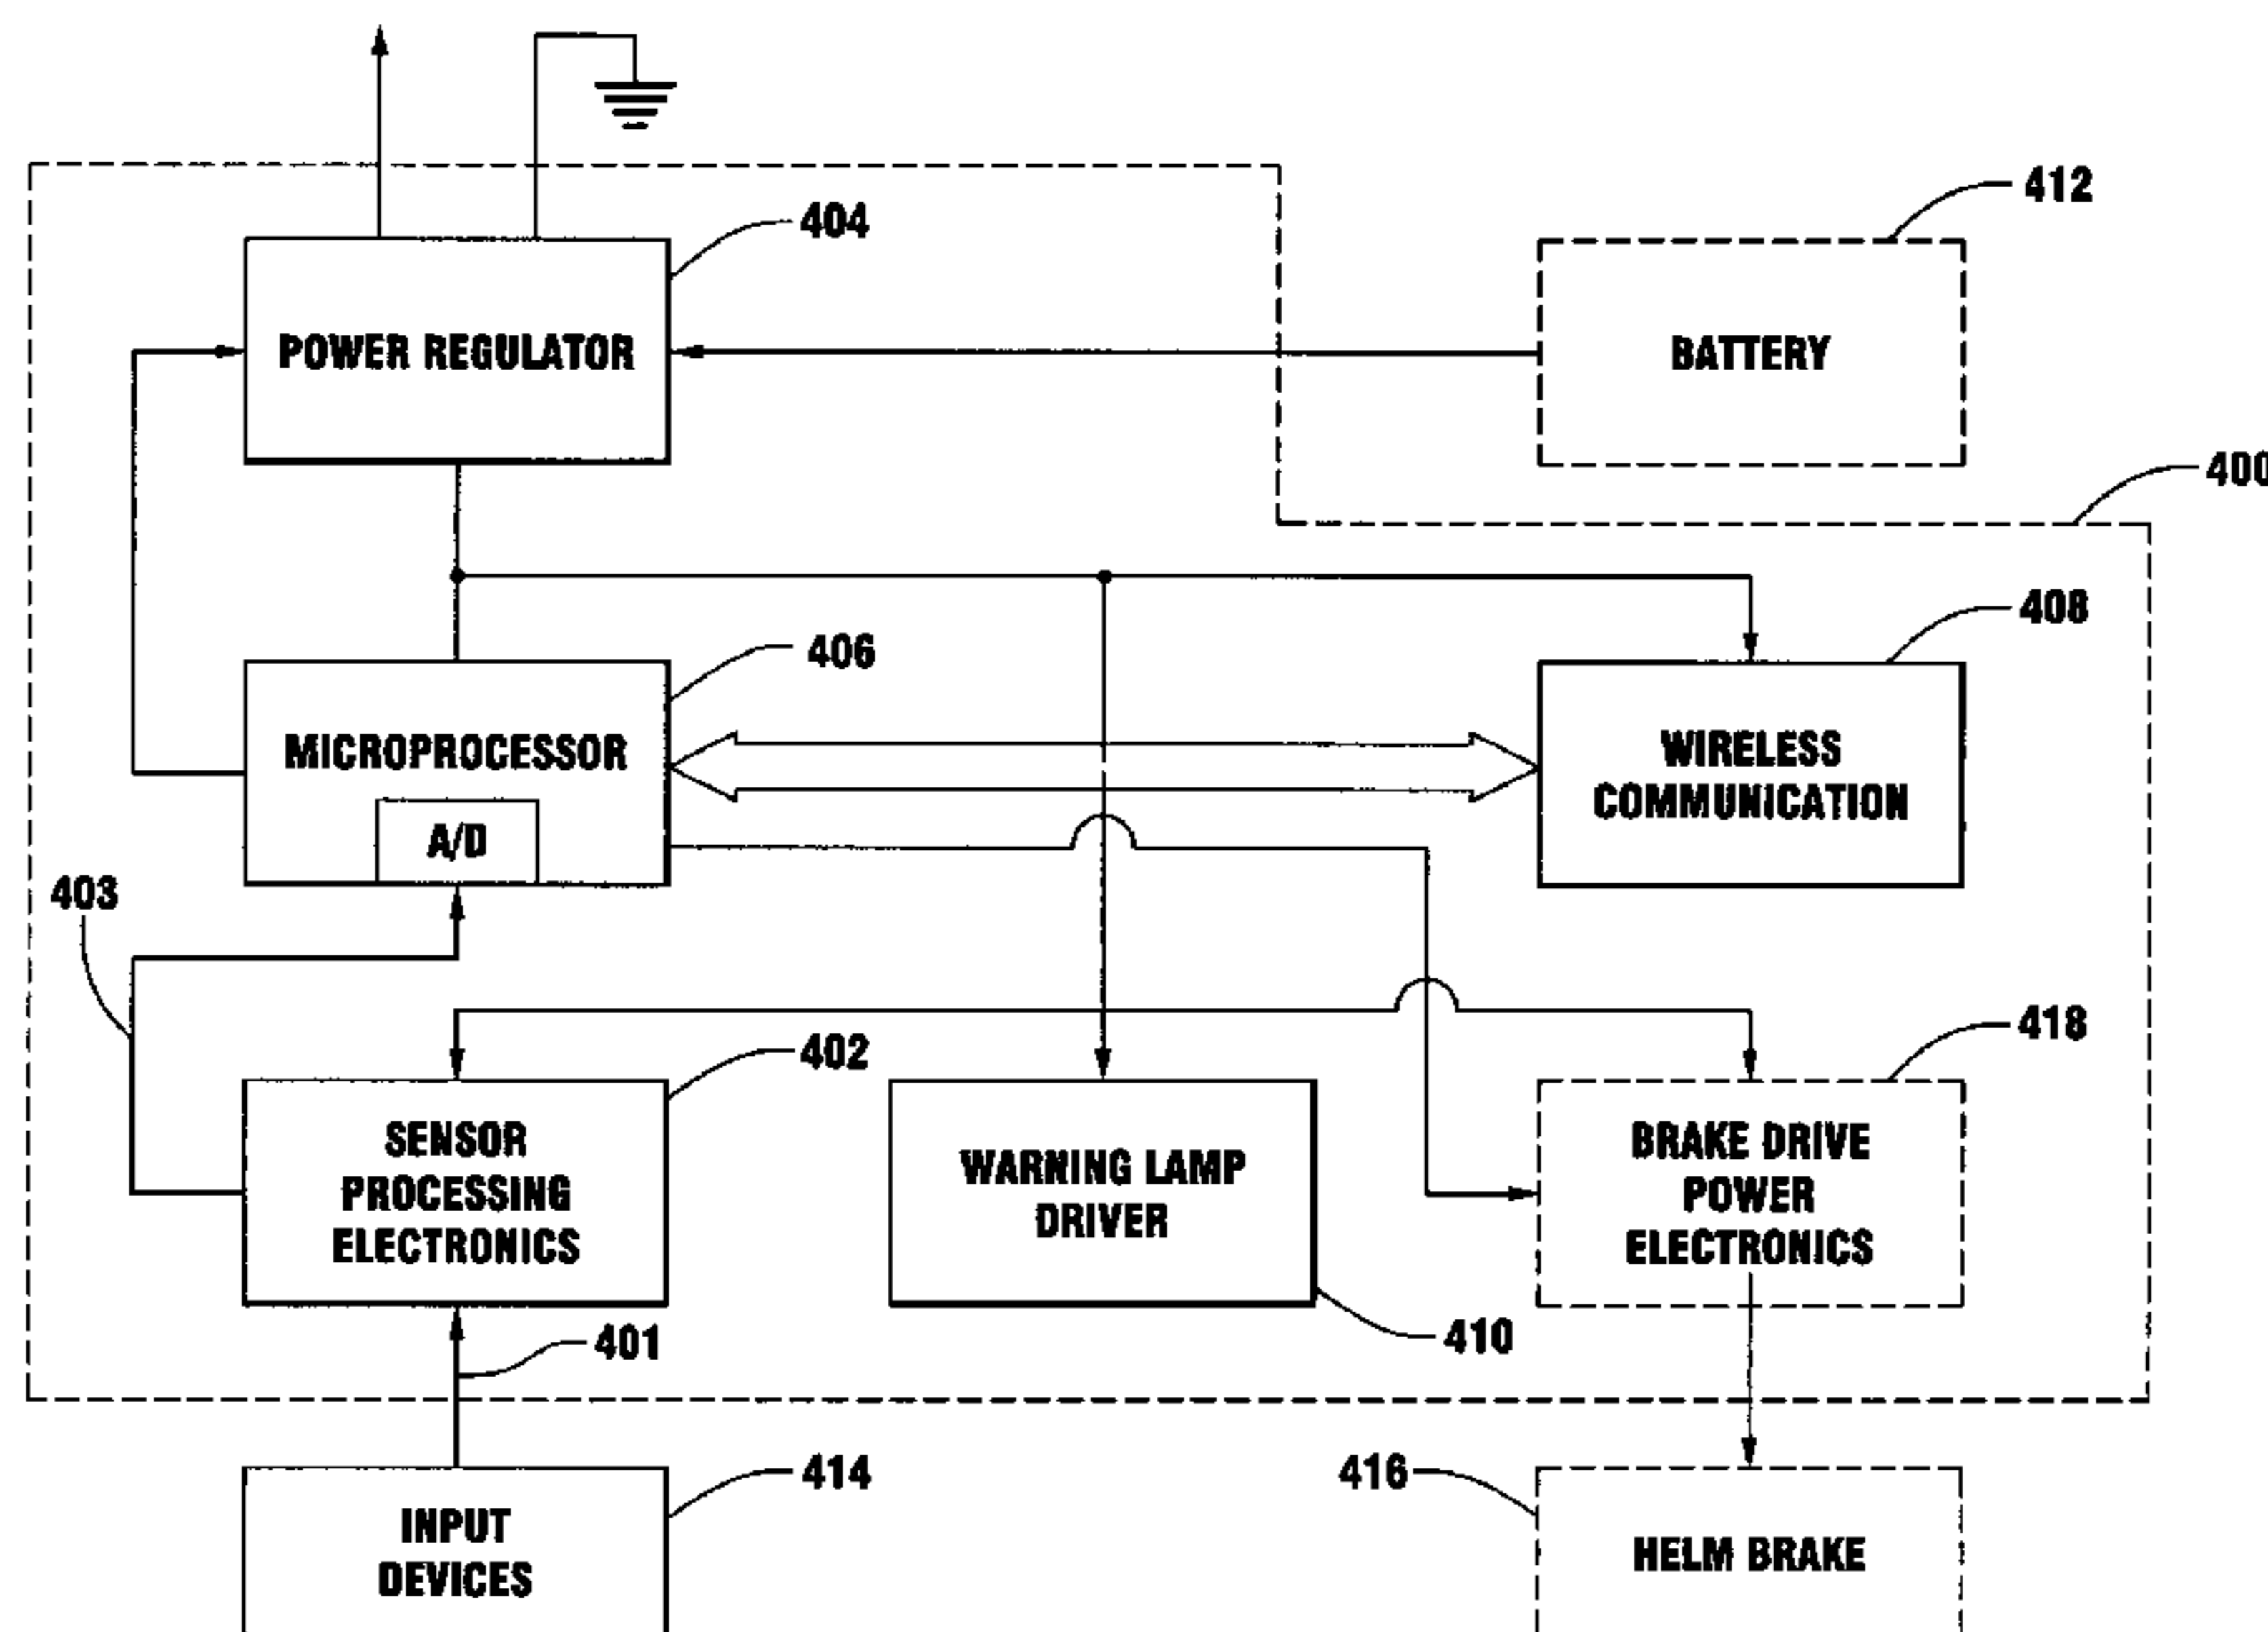 404
412
POWER REGULATOR
BATTERY
400
406
408
MICROPROCESSOR
A/D
WIRELESS
COMMUNICATION
403
402
418
SENSOR
PROCESSING
ELECTRONICS
WARNING LAMP
DRIVER
BRAKE DRIVE
POWER
ELECTRONICS
401
410
414
416
INPUT
DEVICES
HELM BRAKE